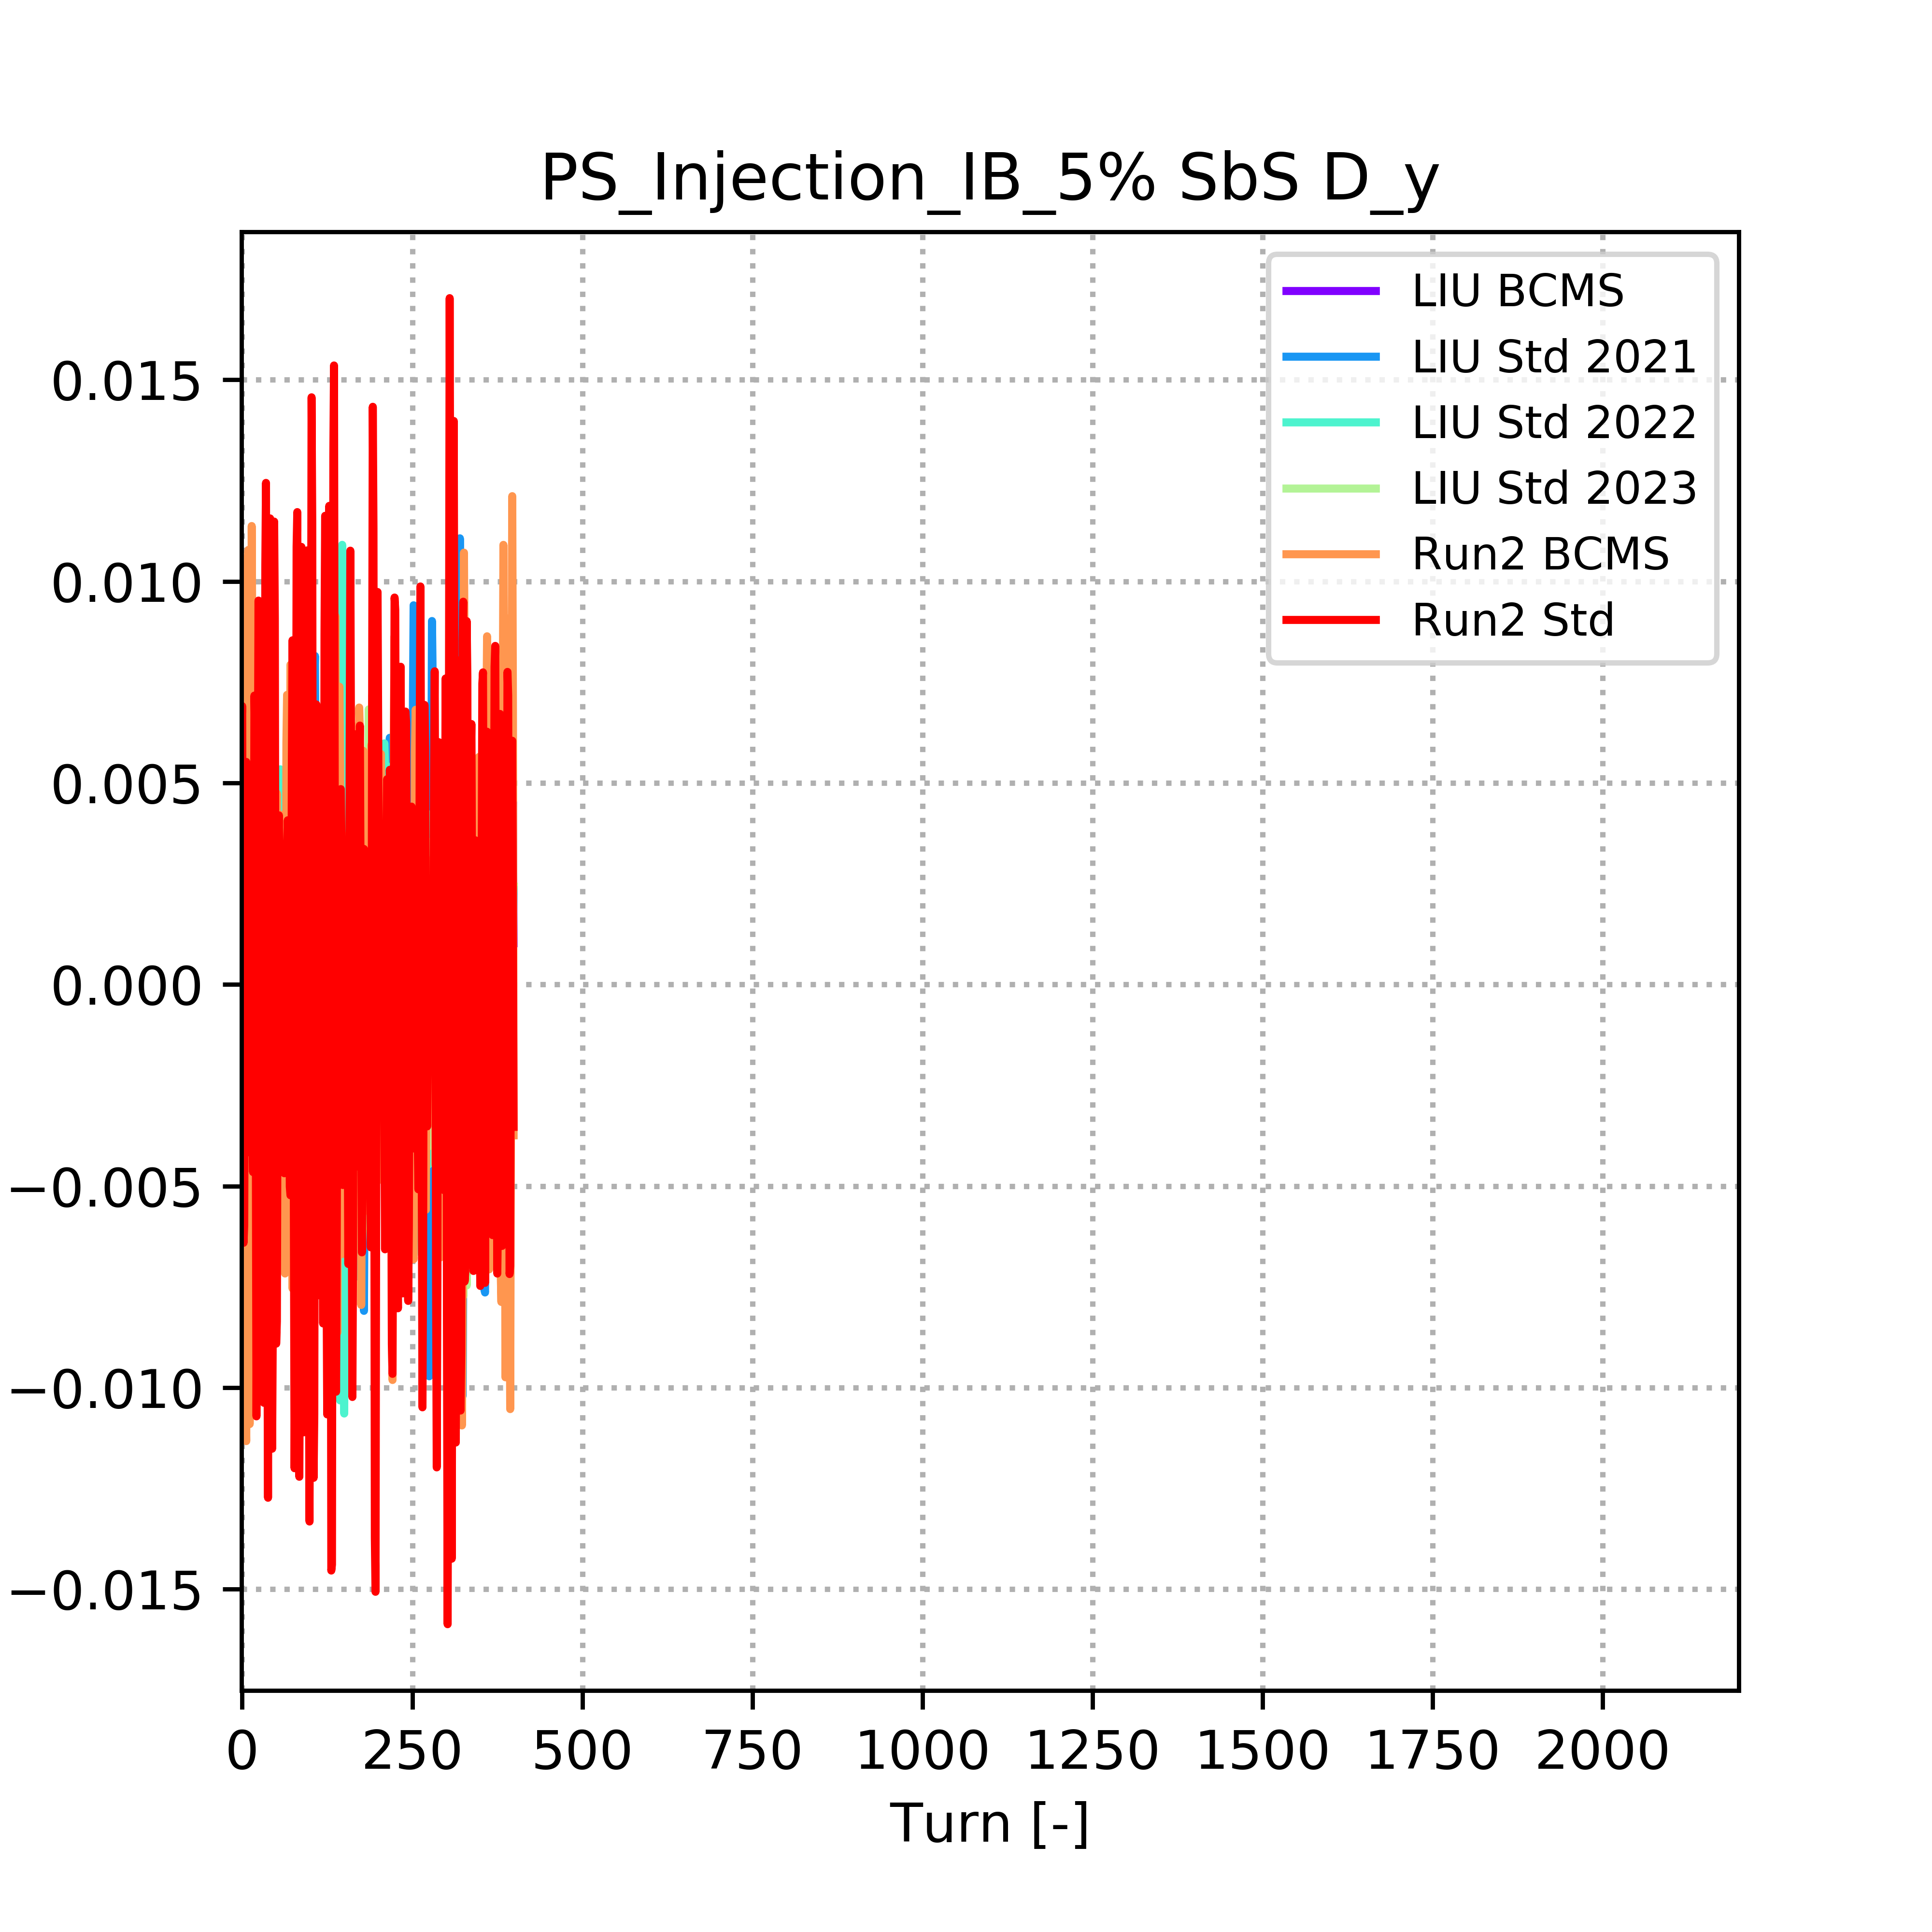 PS_Injection_IB_5% SbS D_y
LIU BCMS
LIU Std 2021
LIU Std 2022
LIU Std 2023
Run2 BCMS
Run2 Std
0.015
0.010
0.005
0.000
−0.005
−0.010
−0.015
0 250 500 750 1000 1250 1500 1750 2000
Turn [-]